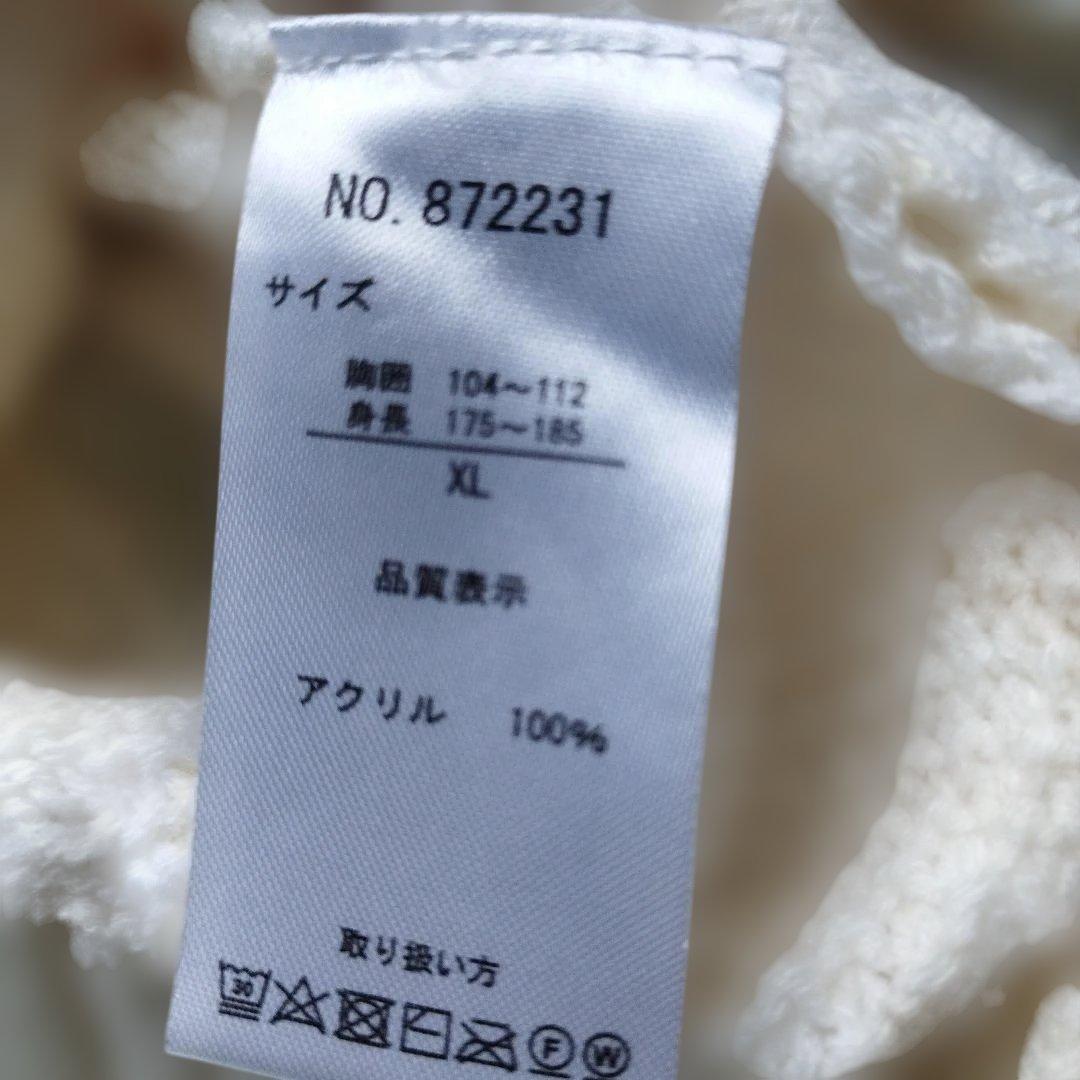 NO. 872231
サイズ
胸囲 104～112
身長 175～185
XL
品質表示
アクリル 100%
取り扱い方
30 F W